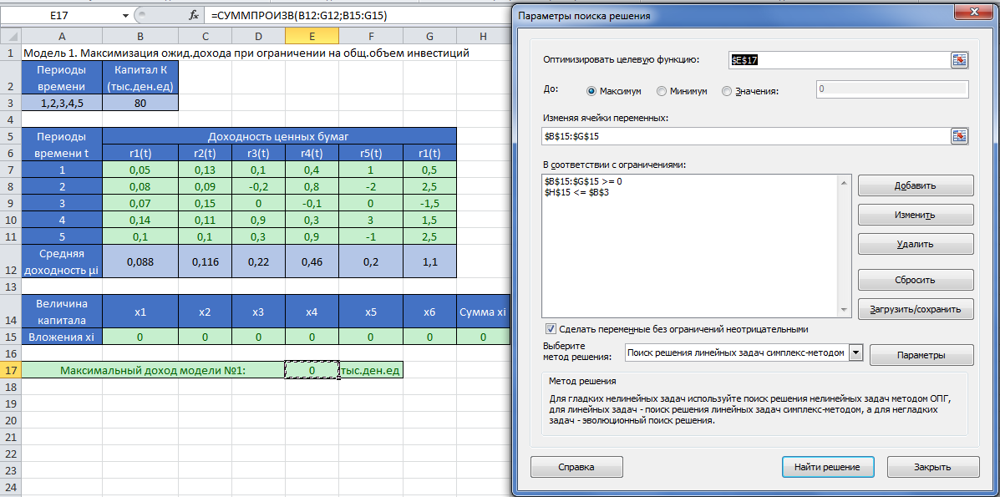 E17 fx =СУММПРОИЗВ(B12:G12;B15:G15)
A B C D E F G H
1 Модель 1. Максимизация ожид.дохода при ограничении на общ.объем инвестиций
2 Периоды времени Капитал К (тыс.ден.ед)
3 1,2,3,4,5 80
4
5 Периоды Доходность ценных бумаг
6 времени t r1(t) r2(t) r3(t) r4(t) r5(t) r1(t)
7 1 0,05 0,13 0,1 0,4 1 0,5
8 2 0,08 0,09 -0,2 0,8 -2 2,5
9 3 0,07 0,15 0 -0,1 0 -1,5
10 4 0,14 0,11 0,9 0,3 3 1,5
11 5 0,1 0,1 0,3 0,9 -1 2,5
12 Средняя доходность μi 0,088 0,116 0,22 0,46 0,2 1,1
13
14 Величина капитала x1 x2 x3 x4 x5 x6 Сумма xi
15 Вложения xi 0 0 0 0 0 0 0
16
17 Максимальный доход модели №1: 0 тыс.ден.ед
18
19
20
21
22
23
24
Параметры поиска решения
Оптимизировать целевую функцию: $E$17
До: Максимум Минимум Значения: 0
Изменяя ячейки переменных:
$B$15:$G$15
В соответствии с ограничениями:
$B$15:$G$15 >= 0
$H$15 <= $B$3
Добавить
Изменить
Удалить
Сбросить
Загрузить/сохранить
Сделать переменные без ограничений неотрицательными
Выберите
метод решения:
Поиск решения линейных задач симплекс-методом
Параметры
Метод решения
Для гладких нелинейных задач используйте поиск решения нелинейных задач методом ОПГ,
для линейных задач - поиск решения линейных задач симплекс-методом, а для негладких
задач - эволюционный поиск решения.
Справка Найти решение Закрыть